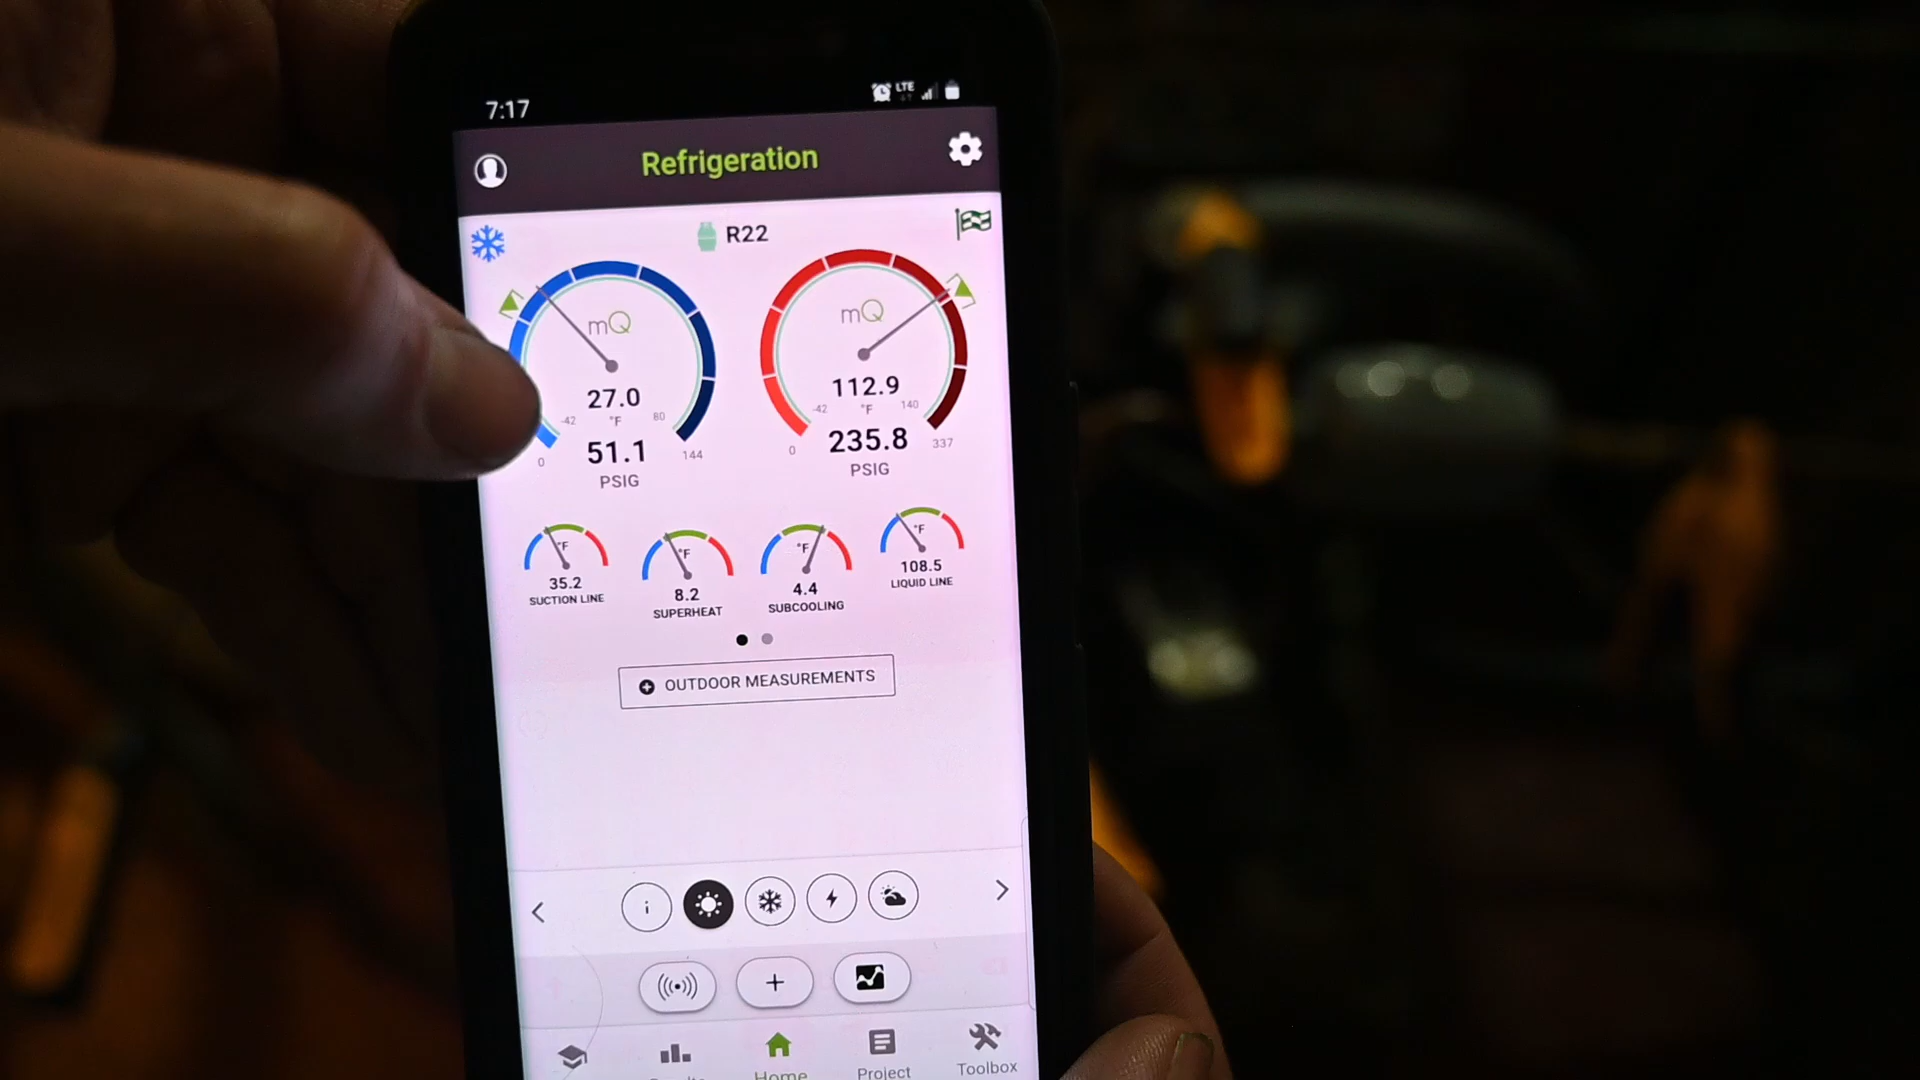 7:17
LTE
Refrigeration
R22
mQ
mQ
27.0
112.9
-42
°F
80
-42
°F
140
51.1
235.8
0
144
0
337
PSIG
PSIG
°F
°F
°F
°F
35.2
8.2
4.4
108.5
SUCTION LINE
SUPERHEAT
SUBCOOLING
LIQUID LINE
OUTDOOR MEASUREMENTS
i
Home
Project
Toolbox